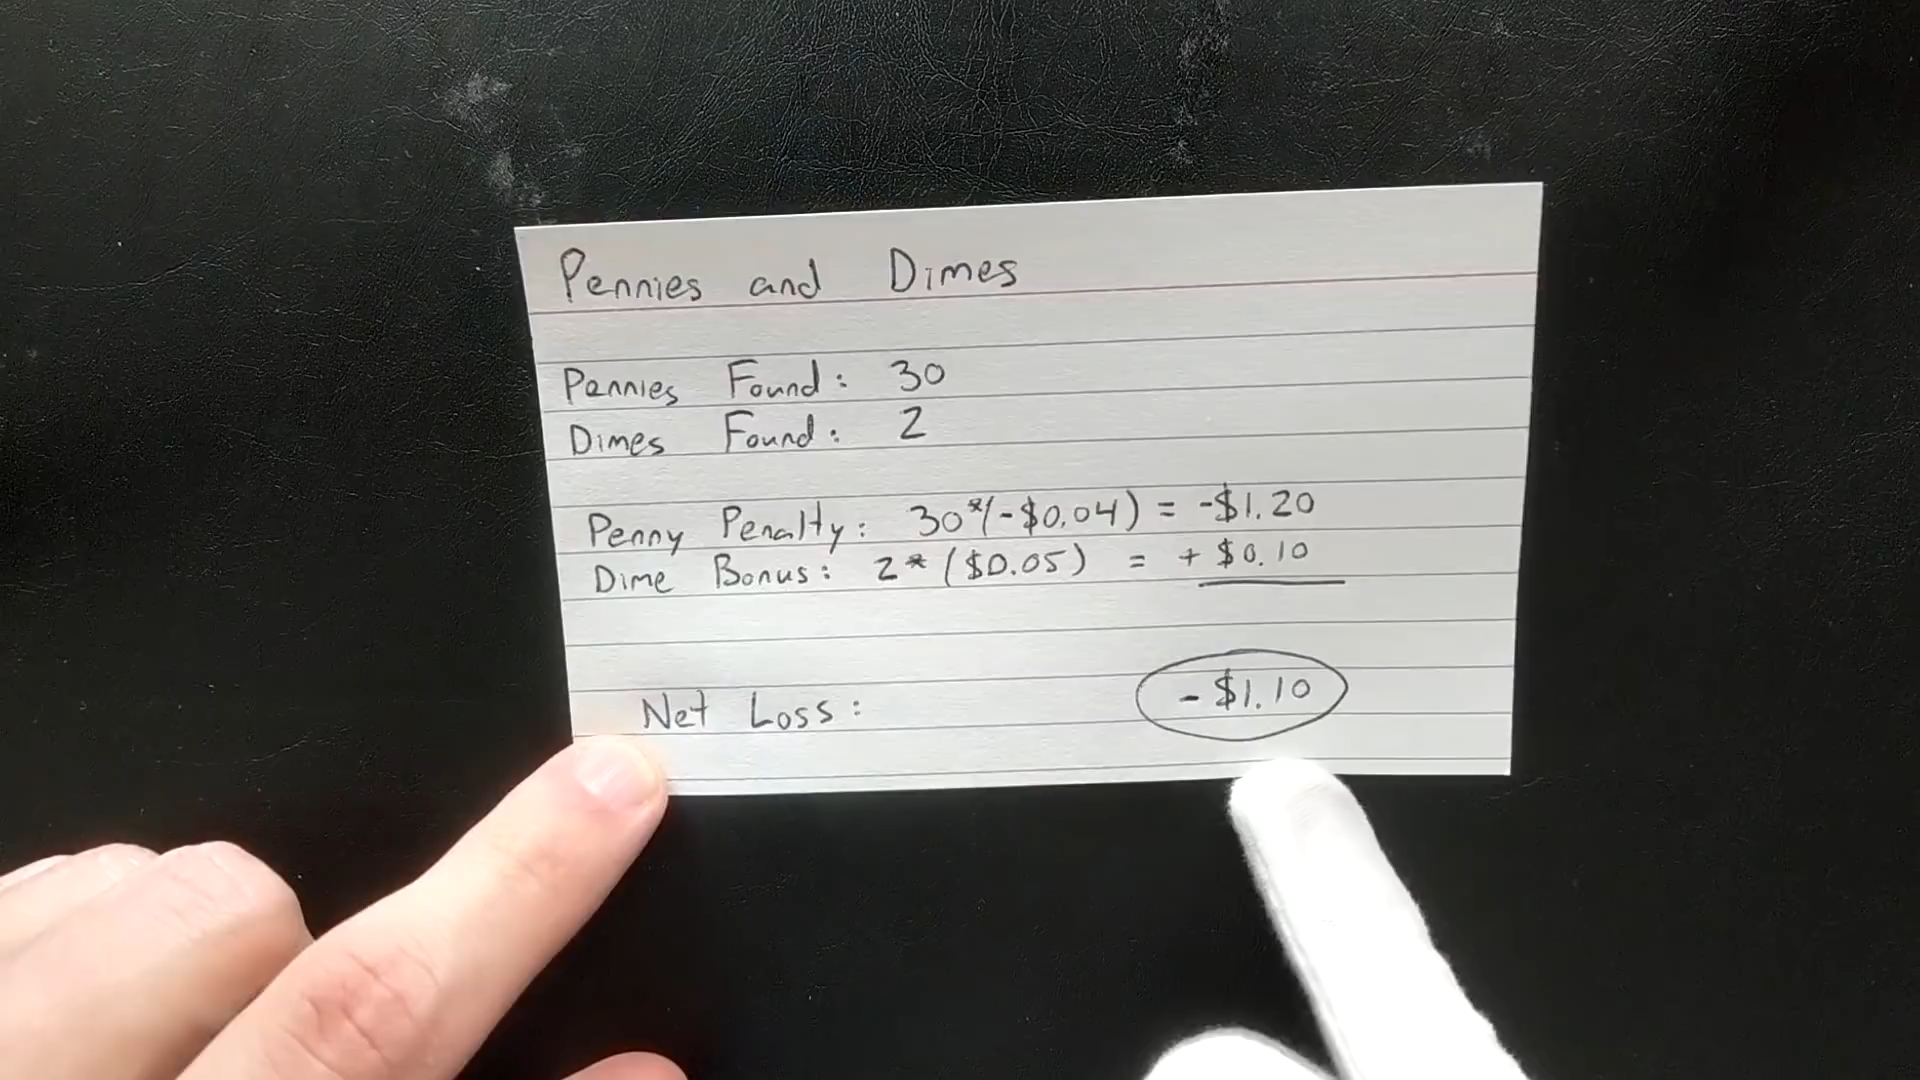 Pennies and Dimes
Pennies Found: 30
Dimes Found: 2
Penny Penalty: 30*(-$0.04) = -$1.20
Dime Bonus: 2*($0.05) = +$0.10
Net Loss: -$1.10